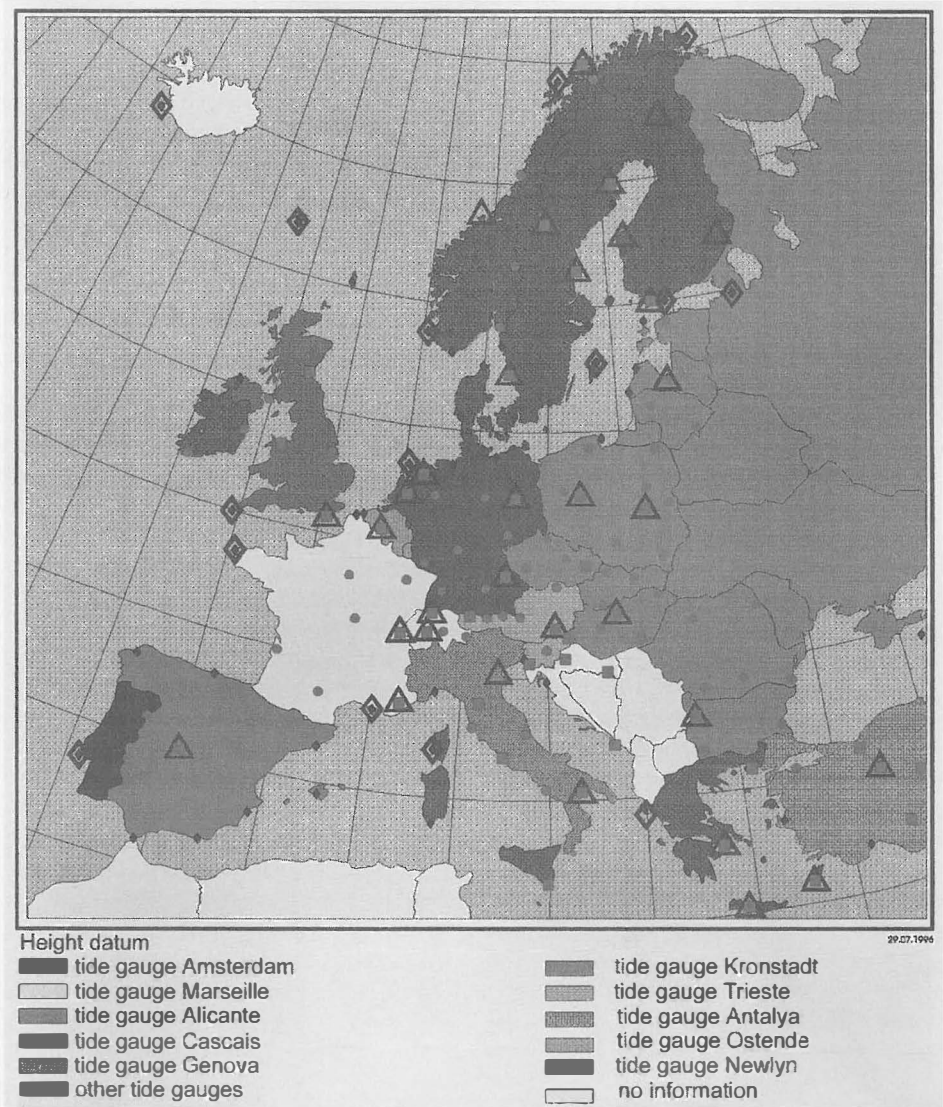 29.07.1996
Height datum
tide gauge Amsterdam
tide gauge Marseille
tide gauge Alicante
tide gauge Cascais
tide gauge Genova
other tide gauges
tide gauge Kronstadt
tide gauge Trieste
tide gauge Antalya
tide gauge Ostende
tide gauge Newlyn
no information